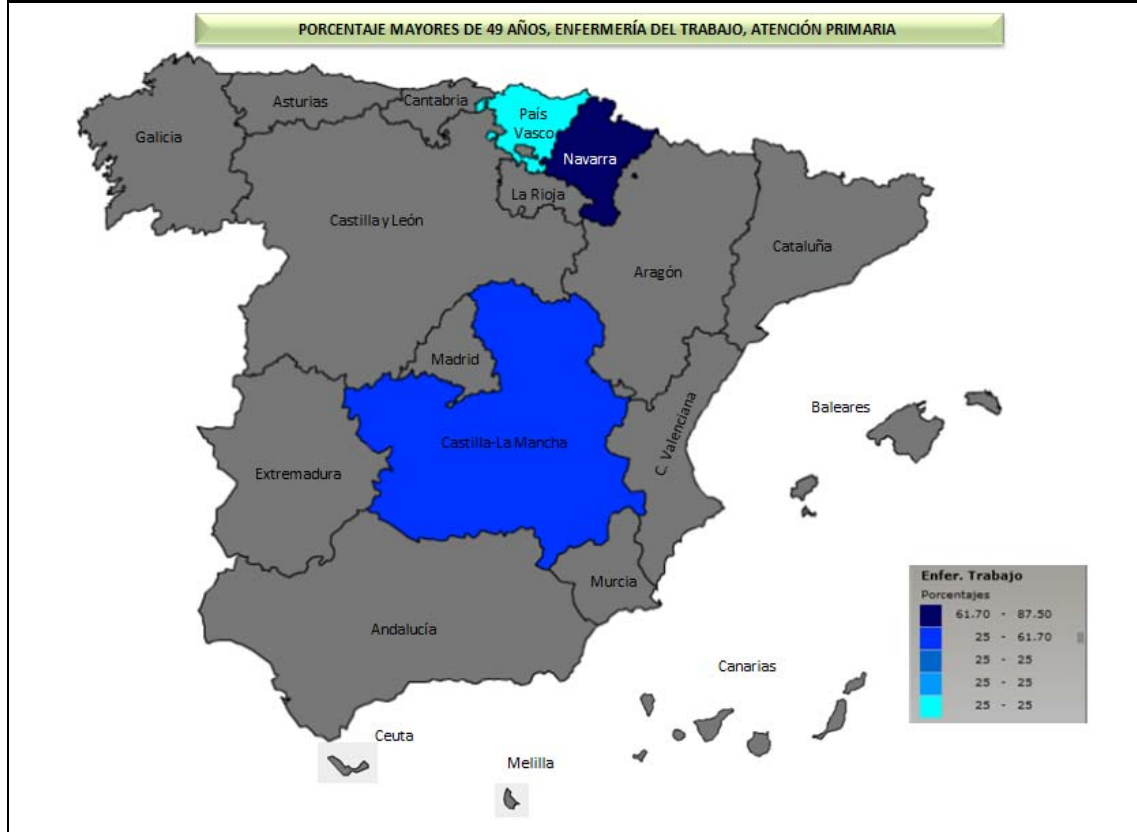 PORCENTAJE MAYORES DE 49 AÑOS, ENFERMERÍA DEL TRABAJO, ATENCIÓN PRIMARIA
Galicia
Asturias
Cantabria
País
Vasco
Navarra
La Rioja
Castilla y León
Aragón
Cataluña
Madrid
Baleares
Castilla-La Mancha
C. Valenciana
Extremadura
Murcia
Andalucía
Canarias
Ceuta
Melilla
Enfer. Trabajo
Porcentajes
61.70 - 87.50
25 - 61.70
25 - 25
25 - 25
25 - 25